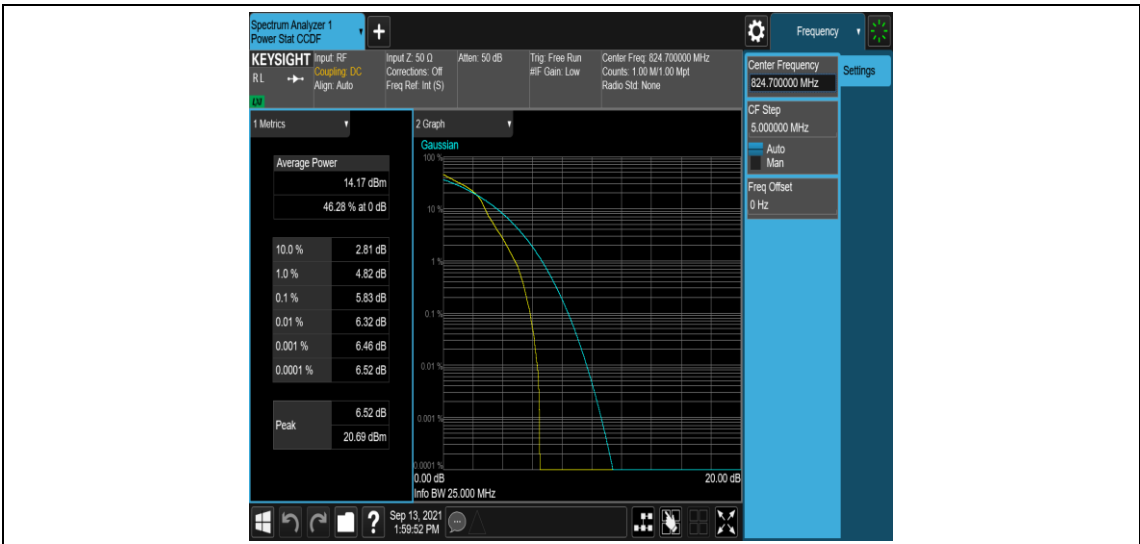 Spectrum Analyzer 1
Power Stat CCDF
+
Frequency
KEYSIGHT
RL
LXI
Input: RF
Coupling: DC
Align: Auto
Input Z: 50 Ω
Corrections: Off
Freq Ref: Int (S)
Atten: 50 dB
Trig: Free Run
#IF Gain: Low
Center Freq: 824.700000 MHz
Counts: 1.00 M/1.00 Mpt
Radio Std: None
Center Frequency
824.700000 MHz
Settings
CF Step
5.000000 MHz
Auto
Man
Freq Offset
0 Hz
1 Metrics
Average Power
14.17 dBm
46.28 % at 0 dB
10.0 % 2.81 dB
1.0 % 4.82 dB
0.1 % 5.83 dB
0.01 % 6.32 dB
0.001 % 6.46 dB
0.0001 % 6.52 dB
Peak
6.52 dB
20.69 dBm
2 Graph
Gaussian
100 %
10 %
1 %
0.1 %
0.01 %
0.001 %
0.0001 %
0.00 dB 20.00 dB
Info BW 25.000 MHz
?
Sep 13, 2021
1:59:52 PM